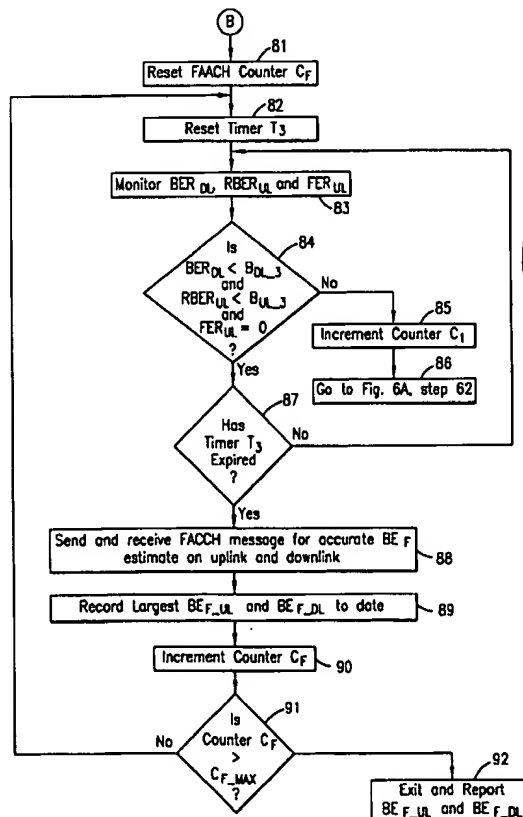 B
81
Reset FAACH Counter C_F
82
Reset Timer T_3
Monitor BER_DL, RBER_UL and FER_UL
83
84
Is
BER_DL < B_DL_3
and
RBER_UL < B_UL_3
and
FER_UL = 0
?
No
85
Increment Counter C_1
86
Go to Fig. 6A, step 62
Yes
87
Has
Timer T_3
Expired
?
No
Yes
Send and receive FACCH message for accurate BE_F
estimate on uplink and downlink
88
Record Largest BE_F_UL and BE_F_DL to date
89
Increment Counter C_F
90
91
Is
Counter C_F
>
C_F_MAX
?
No
92
Exit and Report
BE_F_UL and BE_F_DL